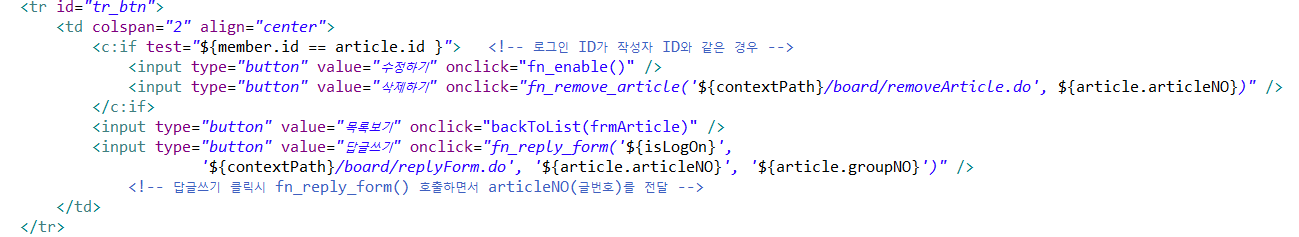 <tr id="tr_btn">
<td colspan="2" align="center">
<c:if test="${member.id == article.id }"> <!-- 로그인 ID가 작성자 ID와 같은 경우 -->
<input type="button" value="수정하기" onclick="fn_enable()" />
<input type="button" value="삭제하기" onclick="fn_remove_article('${contextPath}/board/removeArticle.do', ${article.articleNO})" />
</c:if>
<input type="button" value="목록보기" onclick="backToList(frmArticle)" />
<input type="button" value="답글쓰기" onclick="fn_reply_form('${isLogOn}',
'${contextPath}/board/replyForm.do', '${article.articleNO}', '${article.groupNO}')" />
<!-- 답글쓰기 클릭시 fn_reply_form() 호출하면서 articleNO(글번호)를 전달 -->
</td>
</tr>